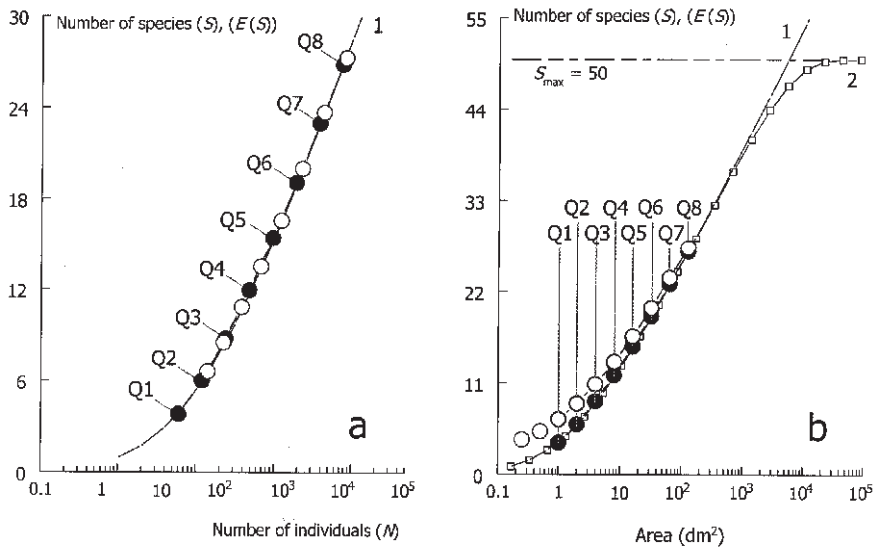 Number of species (S), (E(S))
30
24
18
12
6
0
1
Q8
Q7
Q6
Q5
Q4
Q3
Q2
Q1
a
0.1 1 10 10² 10³ 10⁴ 10⁵
Number of individuals (N)
Number of species (S), (E(S))
55
44
33
22
11
0
1
Smax = 50
2
Q2 Q4 Q6 Q8
Q1 Q3 Q5 Q7
b
0.1 1 10 10² 10³ 10⁴ 10⁵
Area (dm²)